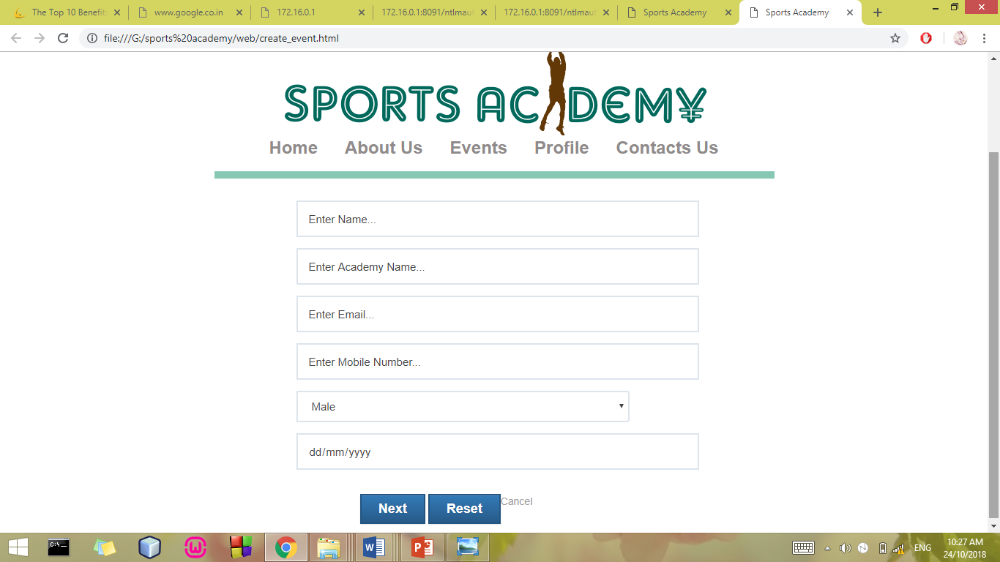 The Top 10 Benefits
www.google.co.in
172.16.0.1
172.16.0.1:8091/ntlmaut
172.16.0.1:8091/ntlmaut
Sports Academy
Sports Academy
file:///G:/sports%20academy/web/create_event.html
SPORTS ACADEMY
Home About Us Events Profile Contacts Us
Enter Name...
Enter Academy Name...
Enter Email...
Enter Mobile Number...
Male
dd/mm/yyyy
Next Reset Cancel
ENG
10:27 AM
24/10/2018